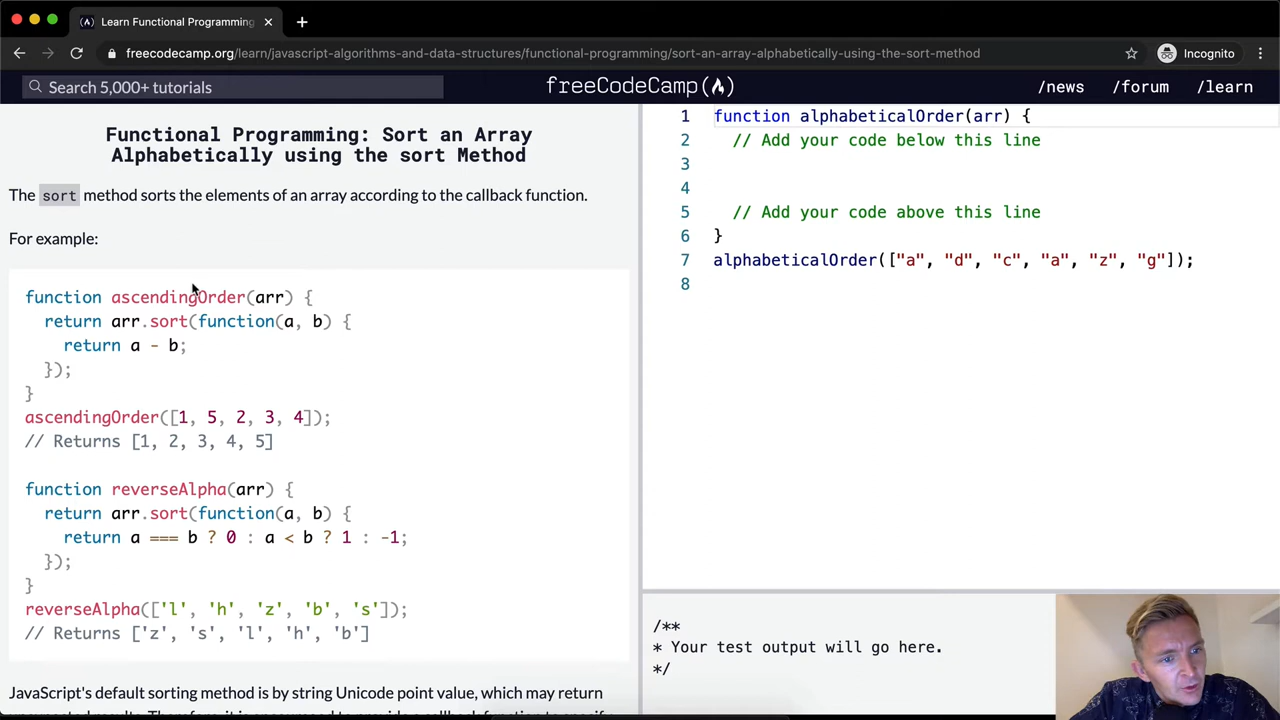 Learn Functional Programming
freecodecamp.org/learn/javascript-algorithms-and-data-structures/functional-programming/sort-an-array-alphabetically-using-the-sort-method
Incognito
Search 5,000+ tutorials
freeCodeCamp
/news
/forum
/learn
Functional Programming: Sort an Array
Alphabetically using the sort Method
The sort method sorts the elements of an array according to the callback function.
For example:
function ascendingOrder(arr) {
  return arr.sort(function(a, b) {
    return a - b;
  });
}
ascendingOrder([1, 5, 2, 3, 4]);
// Returns [1, 2, 3, 4, 5]
function reverseAlpha(arr) {
  return arr.sort(function(a, b) {
    return a === b ? 0 : a < b ? 1 : -1;
  });
}
reverseAlpha(['l', 'h', 'z', 'b', 's']);
// Returns ['z', 's', 'l', 'h', 'b']
JavaScript's default sorting method is by string Unicode point value, which may return
1 function alphabeticalOrder(arr) {
2   // Add your code below this line
3
4
5   // Add your code above this line
6 }
7 alphabeticalOrder(["a", "d", "c", "a", "z", "g"]);
8
/**
* Your test output will go here.
*/